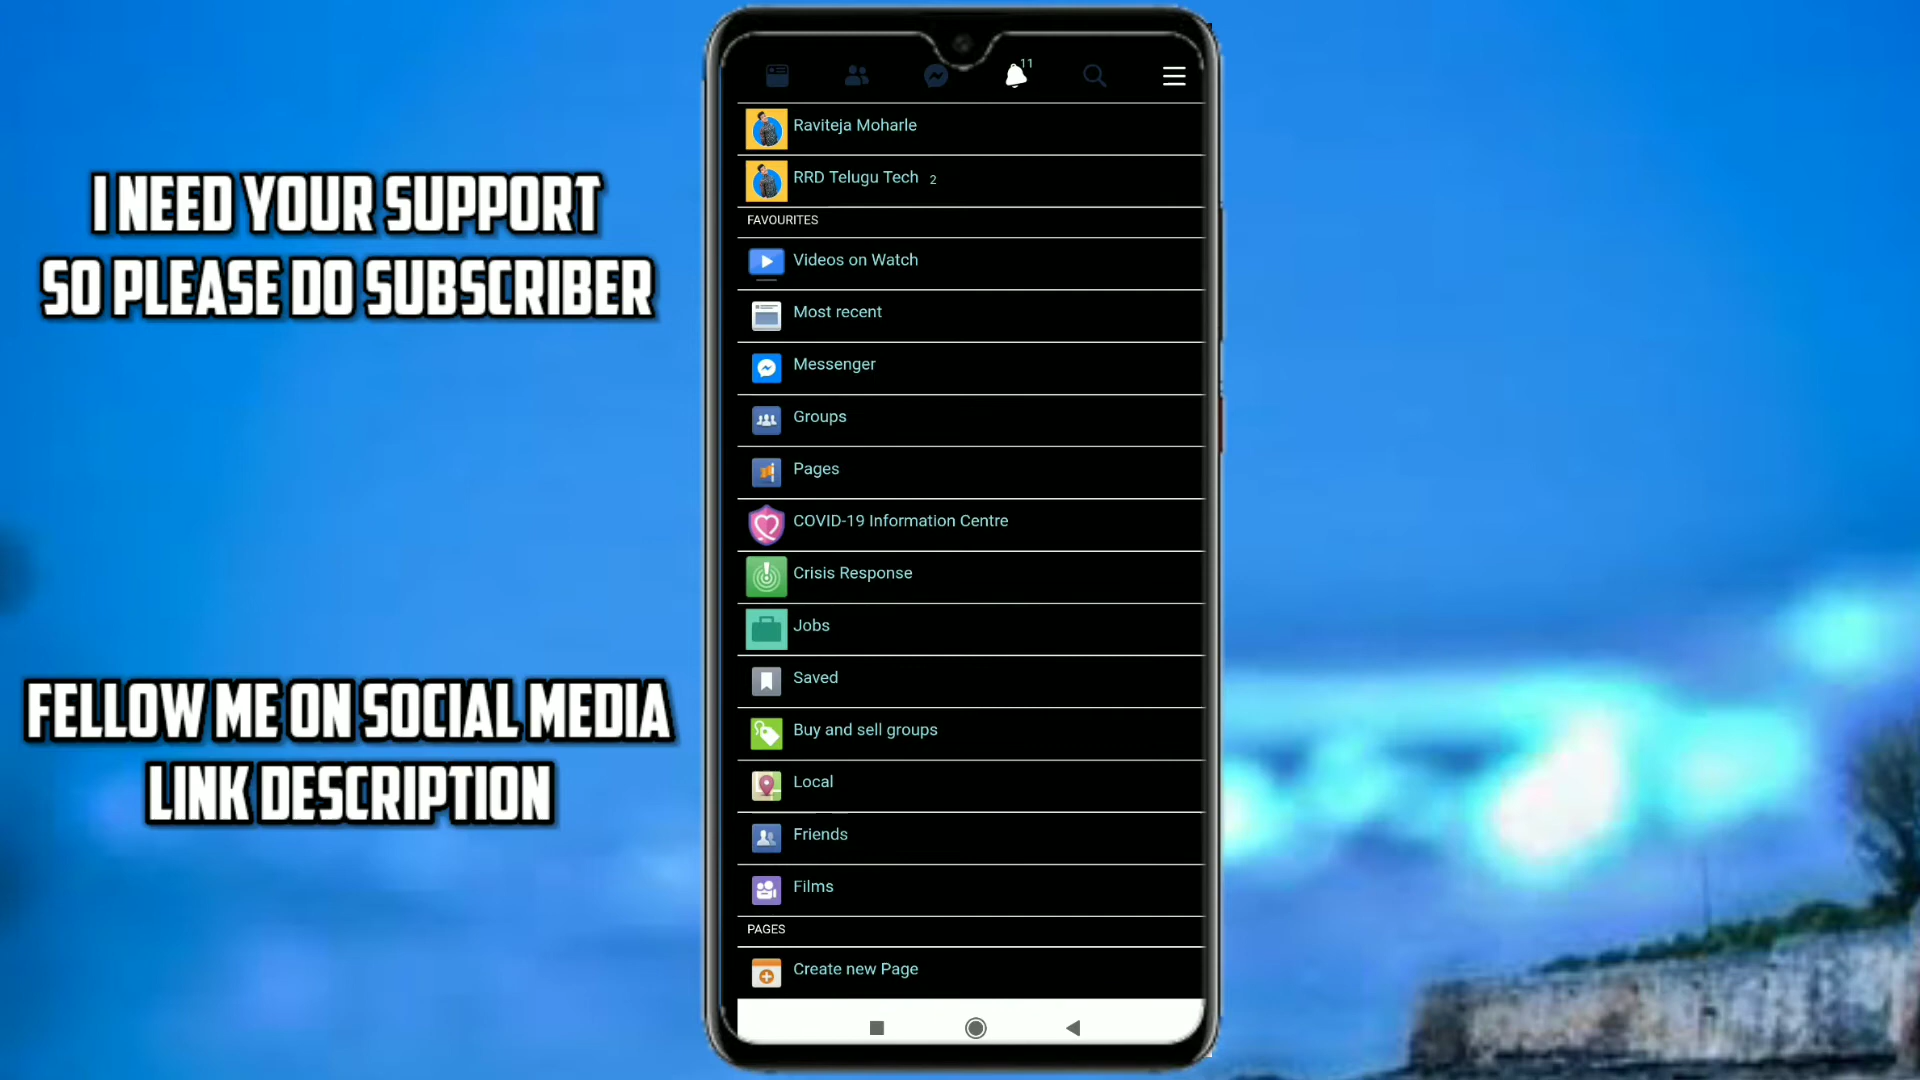 I NEED YOUR SUPPORT
SO PLEASE DO SUBSCRIBER
FELLOW ME ON SOCIAL MEDIA
LINK DESCRIPTION
11
Raviteja Moharle
RRD Telugu Tech 2
FAVOURITES
Videos on Watch
Most recent
Messenger
Groups
Pages
COVID-19 Information Centre
Crisis Response
Jobs
Saved
Buy and sell groups
Local
Friends
Films
PAGES
Create new Page